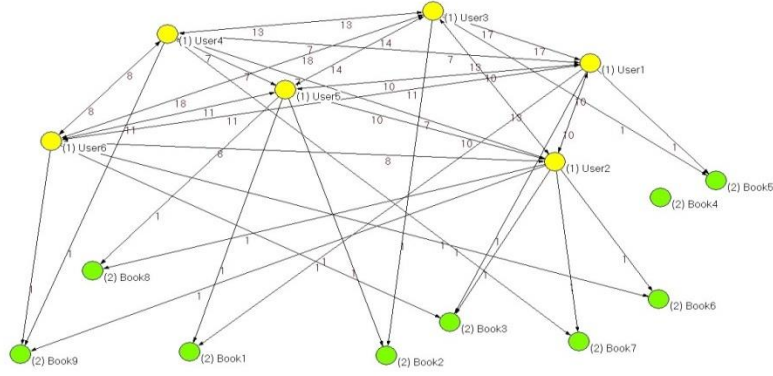 (1) User3
13
13
17
(1) User4
17
7
14
7
18
14
7
13
(1) User1
8
10
10
(1) User5
11
10
8
18
11
11
11
10
7
13
10
1
1
(1) User6
8
10
8
(1) User2
(2) Book5
(2) Book4
1
1
1
1
1
1
1
1
1
(2) Book8
1
1
1
1
(2) Book6
(2) Book3
(2) Book7
(2) Book9
(2) Book1
(2) Book2